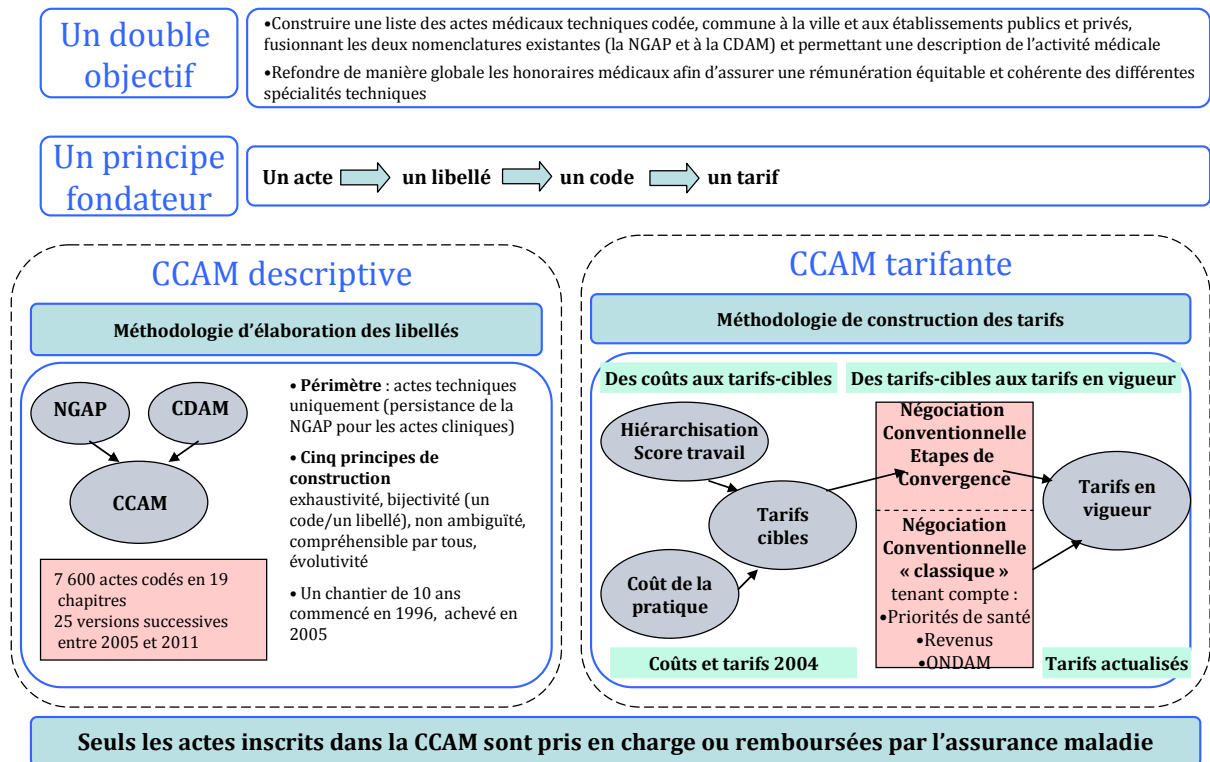 Un double
objectif
•Construire une liste des actes médicaux techniques codée, commune à la ville et aux établissements publics et privés,
fusionnant les deux nomenclatures existantes (la NGAP et à la CDAM) et permettant une description de l'activité médicale
•Refondre de manière globale les honoraires médicaux afin d'assurer une rémunération équitable et cohérente des différentes
spécialités techniques
Un principe
fondateur
Un acte un libellé un code un tarif
CCAM descriptive
Méthodologie d'élaboration des libellés
NGAP
CDAM
CCAM
7 600 actes codés en 19
chapitres
25 versions successives
entre 2005 et 2011
• Périmètre : actes techniques
uniquement (persistance de la
NGAP pour les actes cliniques)
• Cinq principes de
construction
exhaustivité, bijectivité (un
code/un libellé), non ambiguïté,
compréhensible par tous,
évolutivité
• Un chantier de 10 ans
commencé en 1996, achevé en
2005
CCAM tarifante
Méthodologie de construction des tarifs
Des coûts aux tarifs-cibles
Des tarifs-cibles aux tarifs en vigueur
Hiérarchisation
Score travail
Coût de la
pratique
Tarifs
cibles
Négociation
Conventionnelle
Etapes de
Convergence
Négociation
Conventionnelle
« classique »
tenant compte :
•Priorités de santé
•Revenus
•ONDAM
Tarifs en
vigueur
Coûts et tarifs 2004
Tarifs actualisés
Seuls les actes inscrits dans la CCAM sont pris en charge ou remboursées par l'assurance maladie